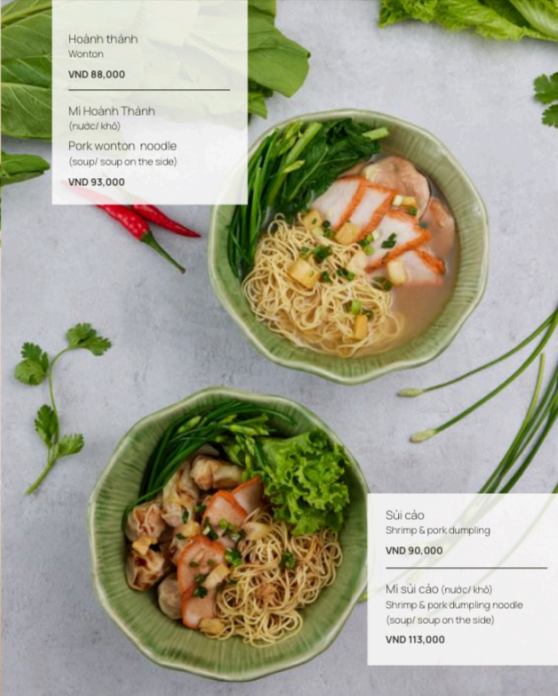 Hoành thánh
Wonton
VND 88,000
Mì Hoành Thánh
(nước/ khô)
Pork wonton noodle
(soup/ soup on the side)
VND 93,000
Sủi cảo
Shrimp & pork dumpling
VND 90,000
Mì sủi cảo (nước/ khô)
Shrimp & pork dumpling noodle
(soup/ soup on the side)
VND 113,000